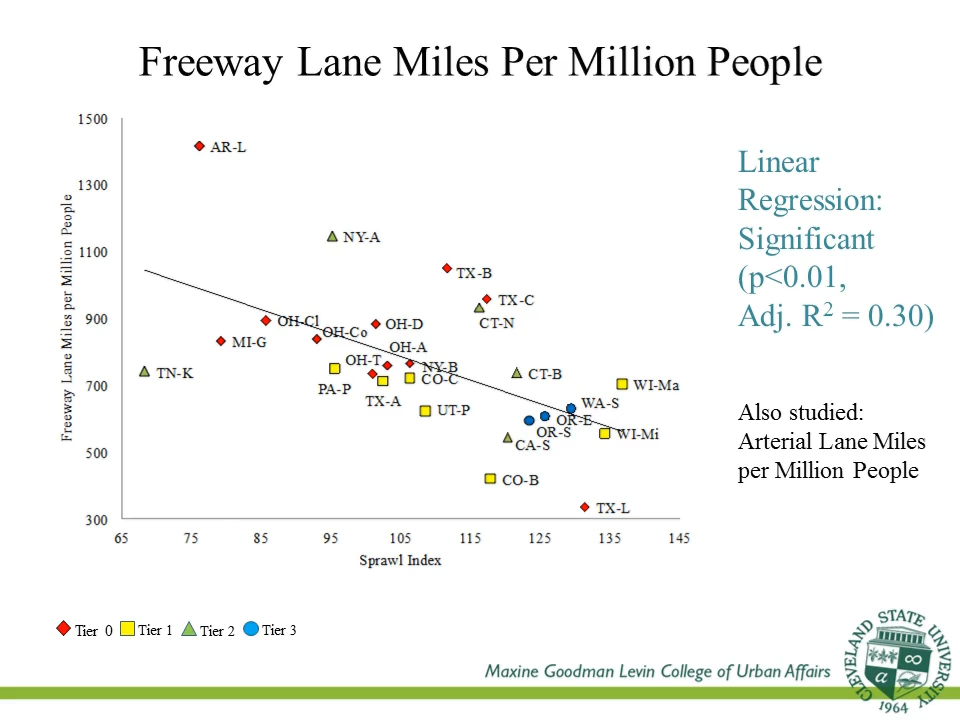 Freeway Lane Miles Per Million People
Freeway Lane Miles per Million People
1500
1300
1100
900
700
500
300
65
75
85
95
105
115
125
135
145
Sprawl Index
AR-L
NY-A
TX-B
TX-C
CT-N
OH-Cl
OH-Co
OH-D
MI-G
OH-A
OH-T
NY-B
TN-K
CO-C
CT-B
PA-P
WI-Ma
TX-A
UT-P
WA-S
OR-E
OR-S
WI-Mi
CA-S
CO-B
TX-L
Linear
Regression:
Significant
(p<0.01,
Adj. R² = 0.30)
Also studied:
Arterial Lane Miles
per Million People
Tier 0
Tier 1
Tier 2
Tier 3
Maxine Goodman Levin College of Urban Affairs
CLEVELAND STATE UNIVERSITY
1964